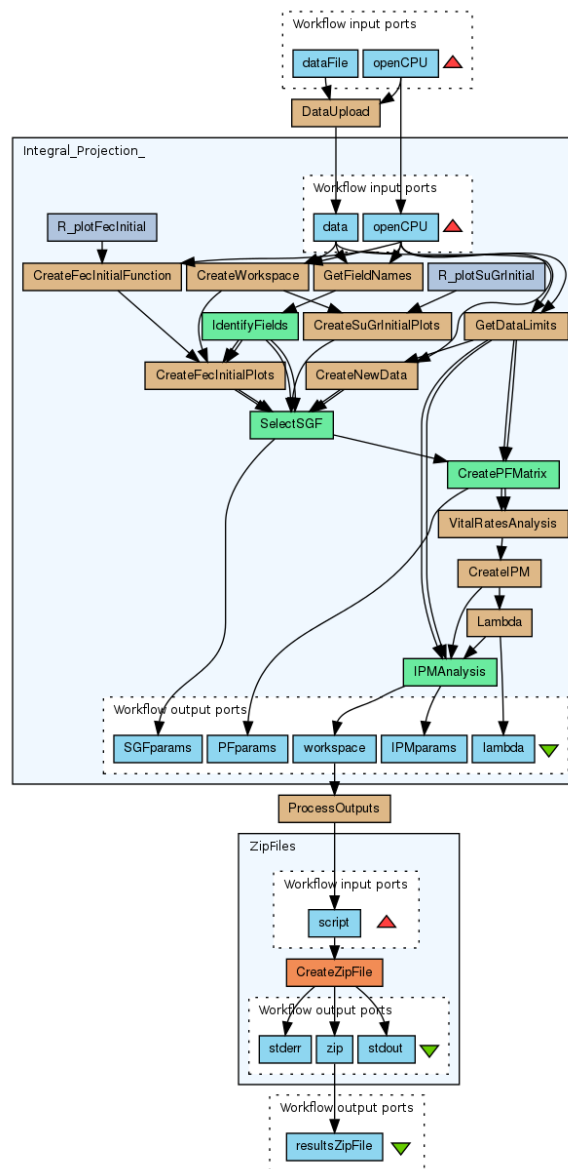 Workflow input ports
dataFile
openCPU
DataUpload
Integral_Projection_
Workflow input ports
R_plotFecInitial
data
openCPU
CreateFecInitialFunction
CreateWorkspace
GetFieldNames
R_plotSuGrInitial
IdentifyFields
CreateSuGrInitialPlots
GetDataLimits
CreateFecInitialPlots
CreateNewData
SelectSGF
CreatePFMatrix
VitalRatesAnalysis
CreateIPM
Lambda
IPMAnalysis
Workflow output ports
SGFparams
PFparams
workspace
IPMparams
lambda
ProcessOutputs
ZipFiles
Workflow input ports
script
CreateZipFile
Workflow output ports
stderr
zip
stdout
Workflow output ports
resultsZipFile